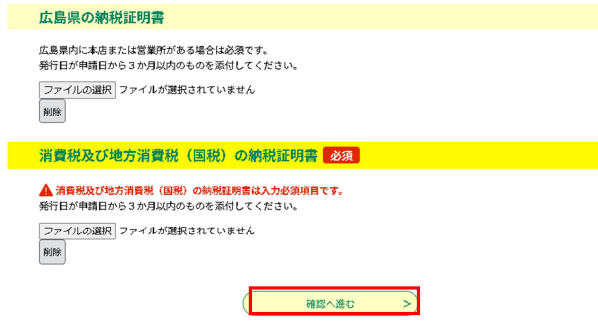 広島県の納税証明書
広島県内に本店または営業所がある場合は必須です。
発行日が申請日から３か月以内のものを添付してください。
ファイルの選択 ファイルが選択されていません
削除
消費税及び地方消費税（国税）の納税証明書 必須
消費税及び地方消費税（国税）の納税証明書は入力必須項目です。
発行日が申請日から３か月以内のものを添付してください。
ファイルの選択 ファイルが選択されていません
削除
確認へ進む >